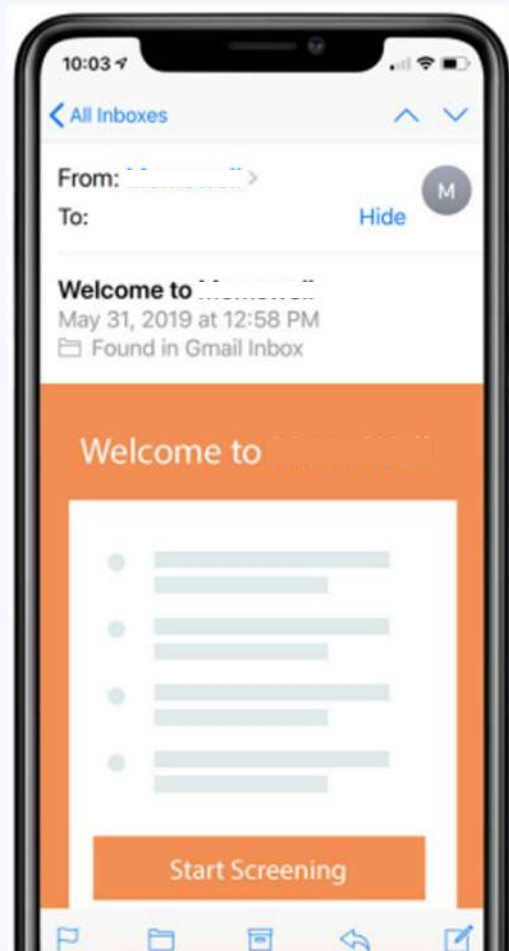 10:03
All Inboxes
From:
M
To:
Hide
Welcome to
May 31, 2019 at 12:58 PM
Found in Gmail Inbox
Welcome to
Start Screening